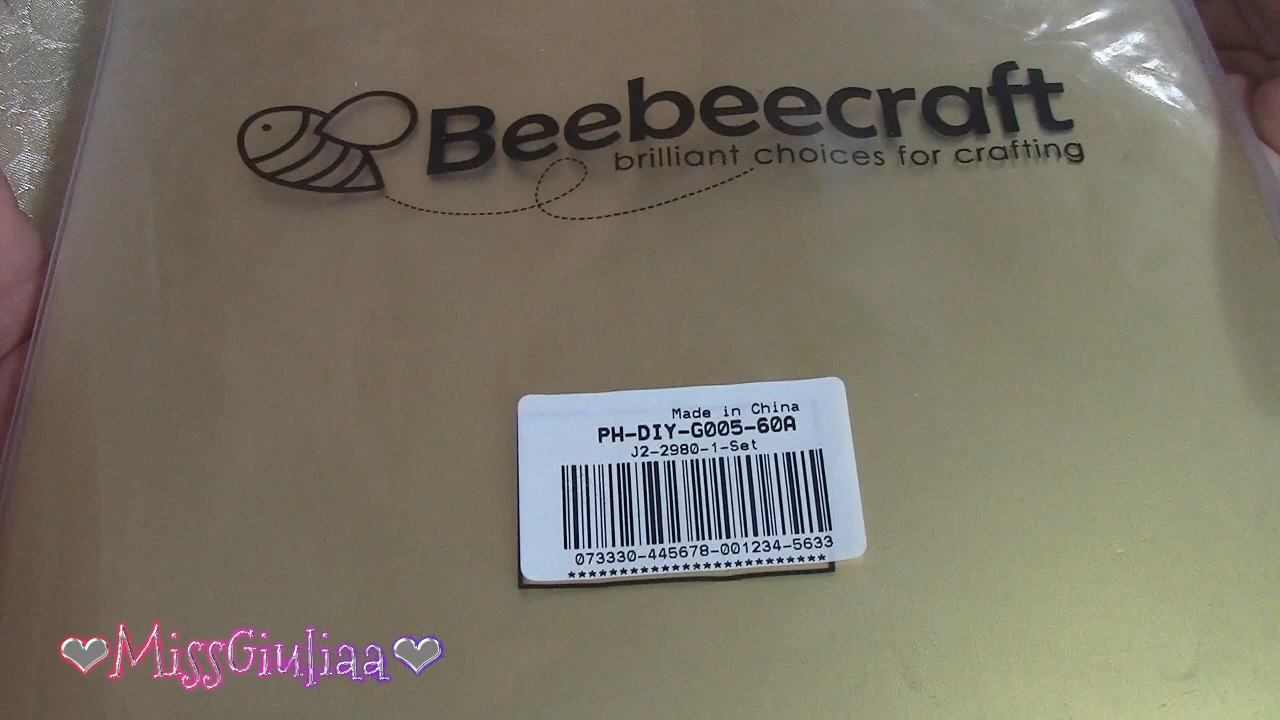 Beebeecraft
brilliant choices for crafting
Made in China
PH-DIY-G005-60A
J2-2980-1-Set
073330-445678-001234-5633
***********************
❤MissGiuliaa❤